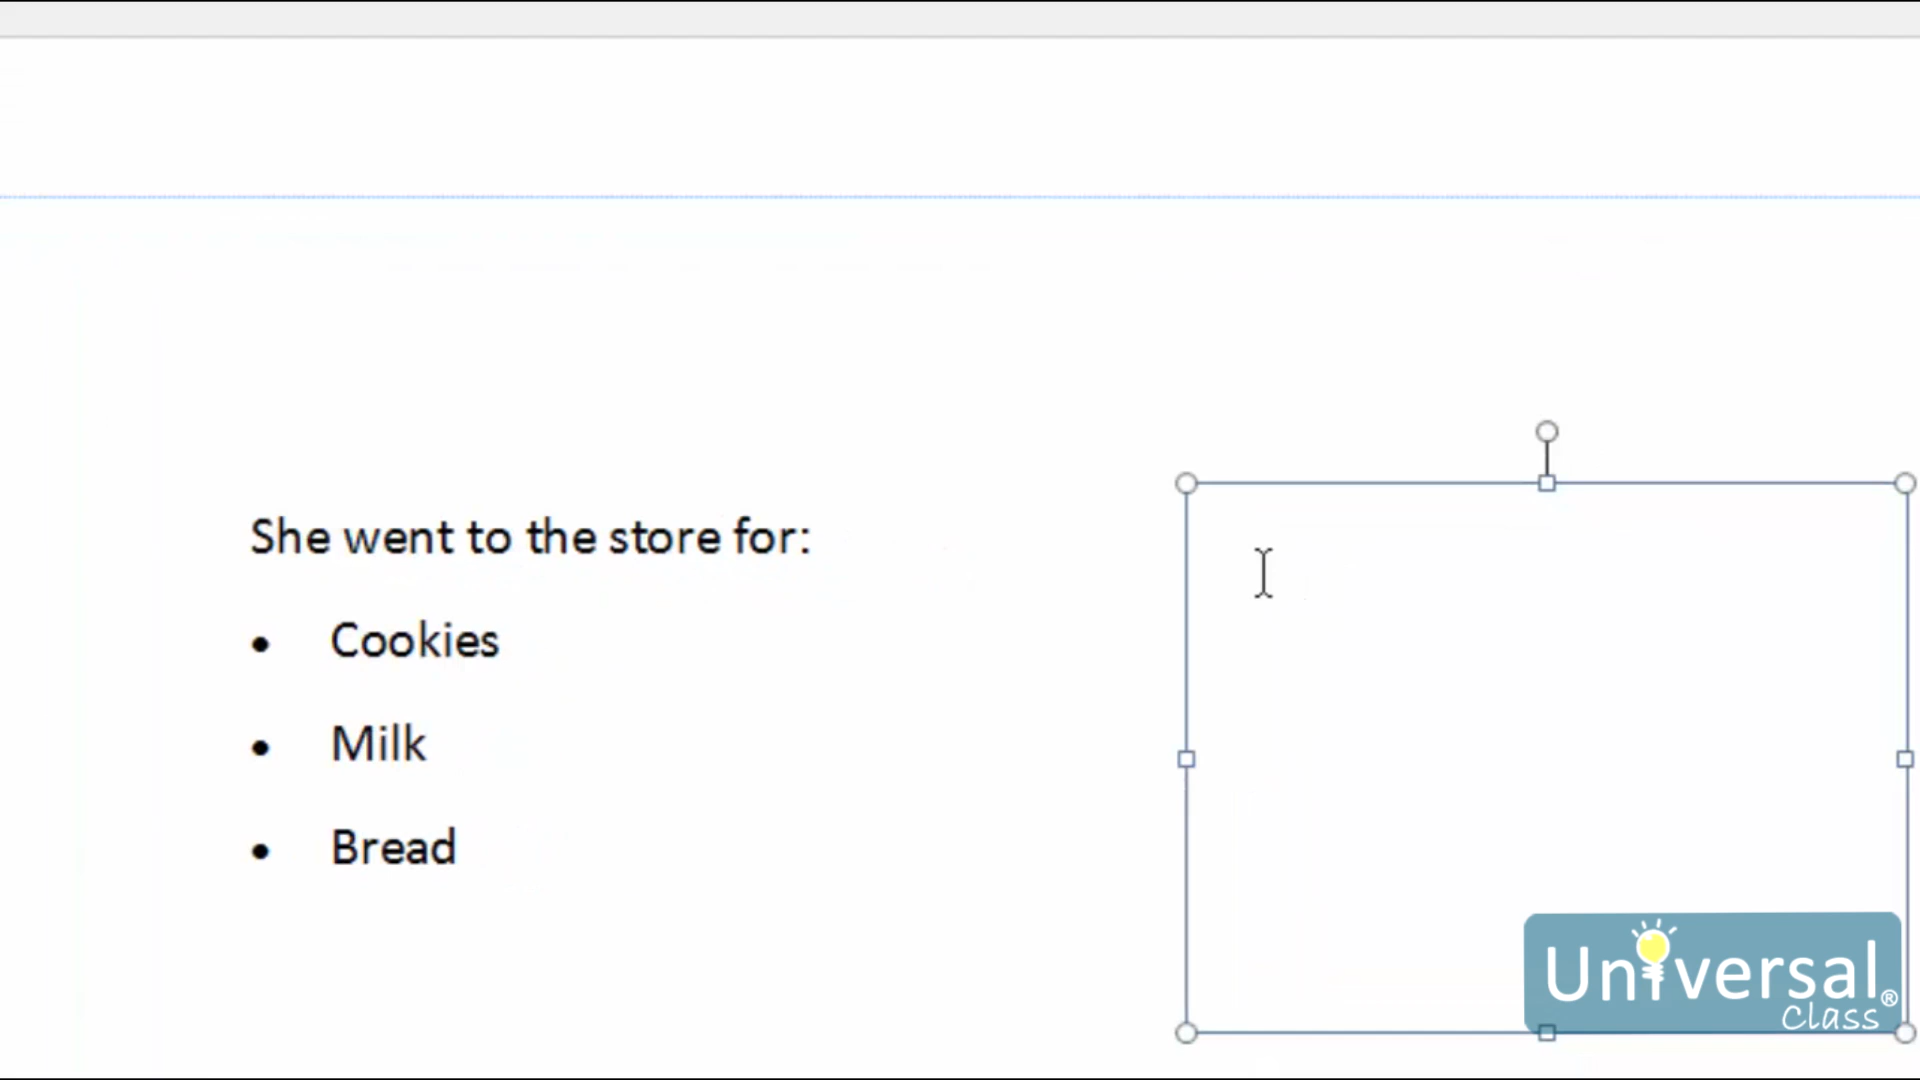 She went to the store for:
• Cookies
• Milk
• Bread
Universal®
Class